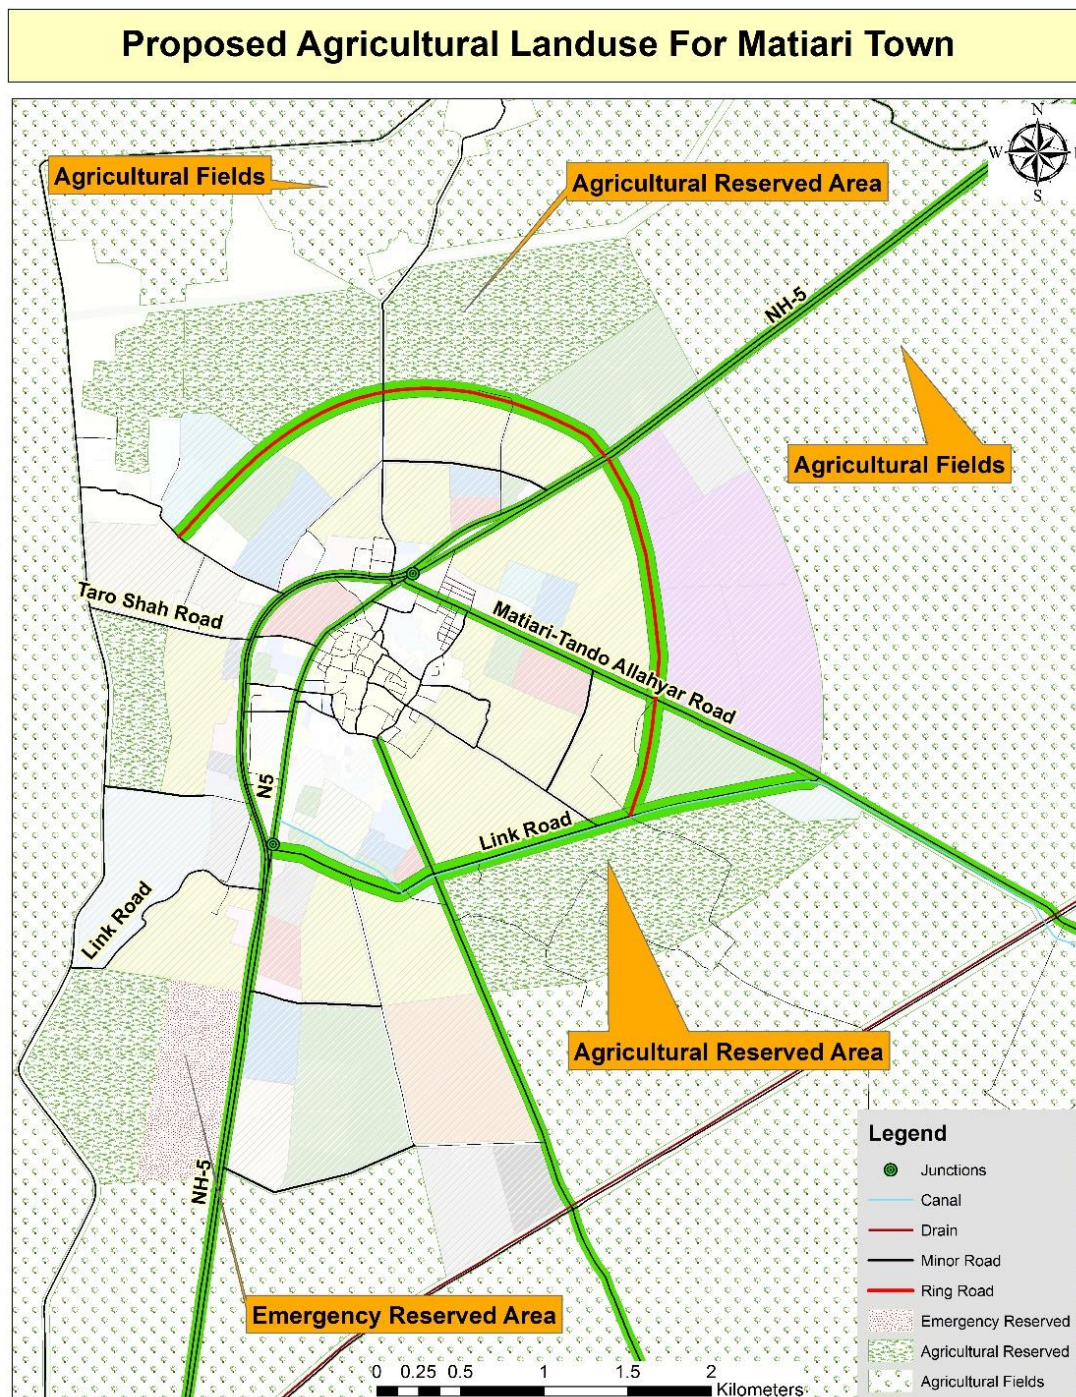 Proposed Agricultural Landuse For Matiari Town
N
W
S
Agricultural Fields
Agricultural Reserved Area
NH-5
Agricultural Fields
Taro Shah Road
Matiari-Tando Allahyar Road
N5
Link Road
Link Road
Agricultural Reserved Area
NH-5
Emergency Reserved Area
Legend
Junctions
Canal
Drain
Minor Road
Ring Road
Emergency Reserved
Agricultural Reserved
Agricultural Fields
0 0.25 0.5 1 1.5 2
Kilometers